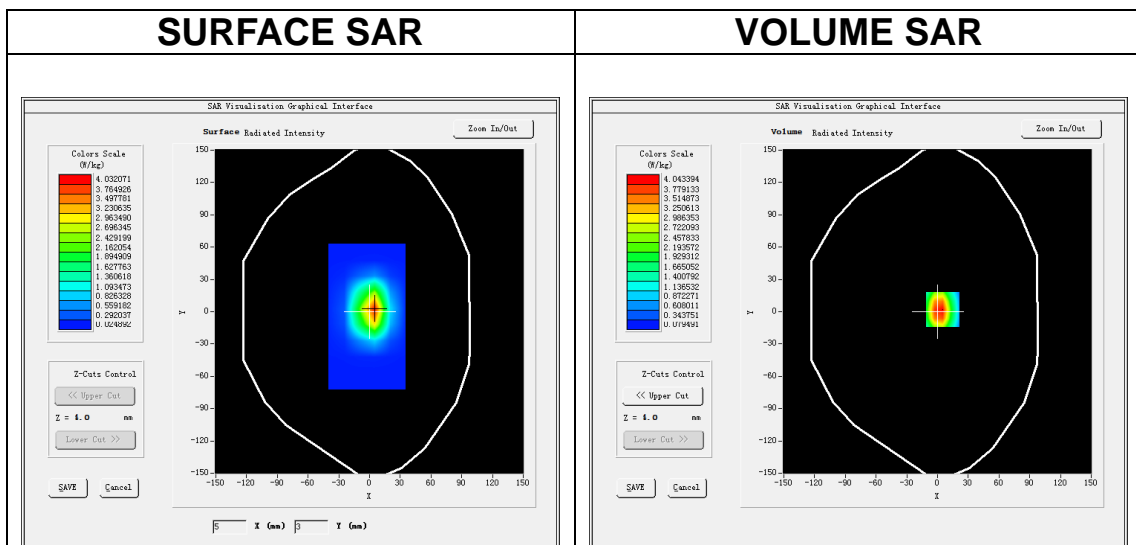 SURFACE SAR
VOLUME SAR
SAR Visualisation Graphical Interface
Surface Radiated Intensity
Zoom In/Out
Colors Scale
(W/kg)
4.032071
3.764926
3.497781
3.230635
2.963490
2.696345
2.429199
2.162054
1.894909
1.627763
1.360618
1.093473
0.826328
0.559182
0.292037
0.024892
150
120
90
60
30
0
-30
-60
-90
-120
-150
Y
-150 -120 -90 -60 -30 0 30 60 90 120 150
X
Z-Cuts Control
<< Upper Cut
Z = 4.0 mm
Lower Cut >>
SAVE Cancel
5 X (mm) 3 Y (mm)
SAR Visualisation Graphical Interface
Volume Radiated Intensity
Zoom In/Out
Colors Scale
(W/kg)
4.043394
3.779133
3.514873
3.250613
2.986353
2.722093
2.457833
2.193572
1.929312
1.665052
1.400792
1.136532
0.872271
0.608011
0.343751
0.079491
150
120
90
60
30
0
-30
-60
-90
-120
-150
Y
-150 -120 -90 -60 -30 0 30 60 90 120 150
X
Z-Cuts Control
<< Upper Cut
Z = 4.0 mm
Lower Cut >>
SAVE Cancel